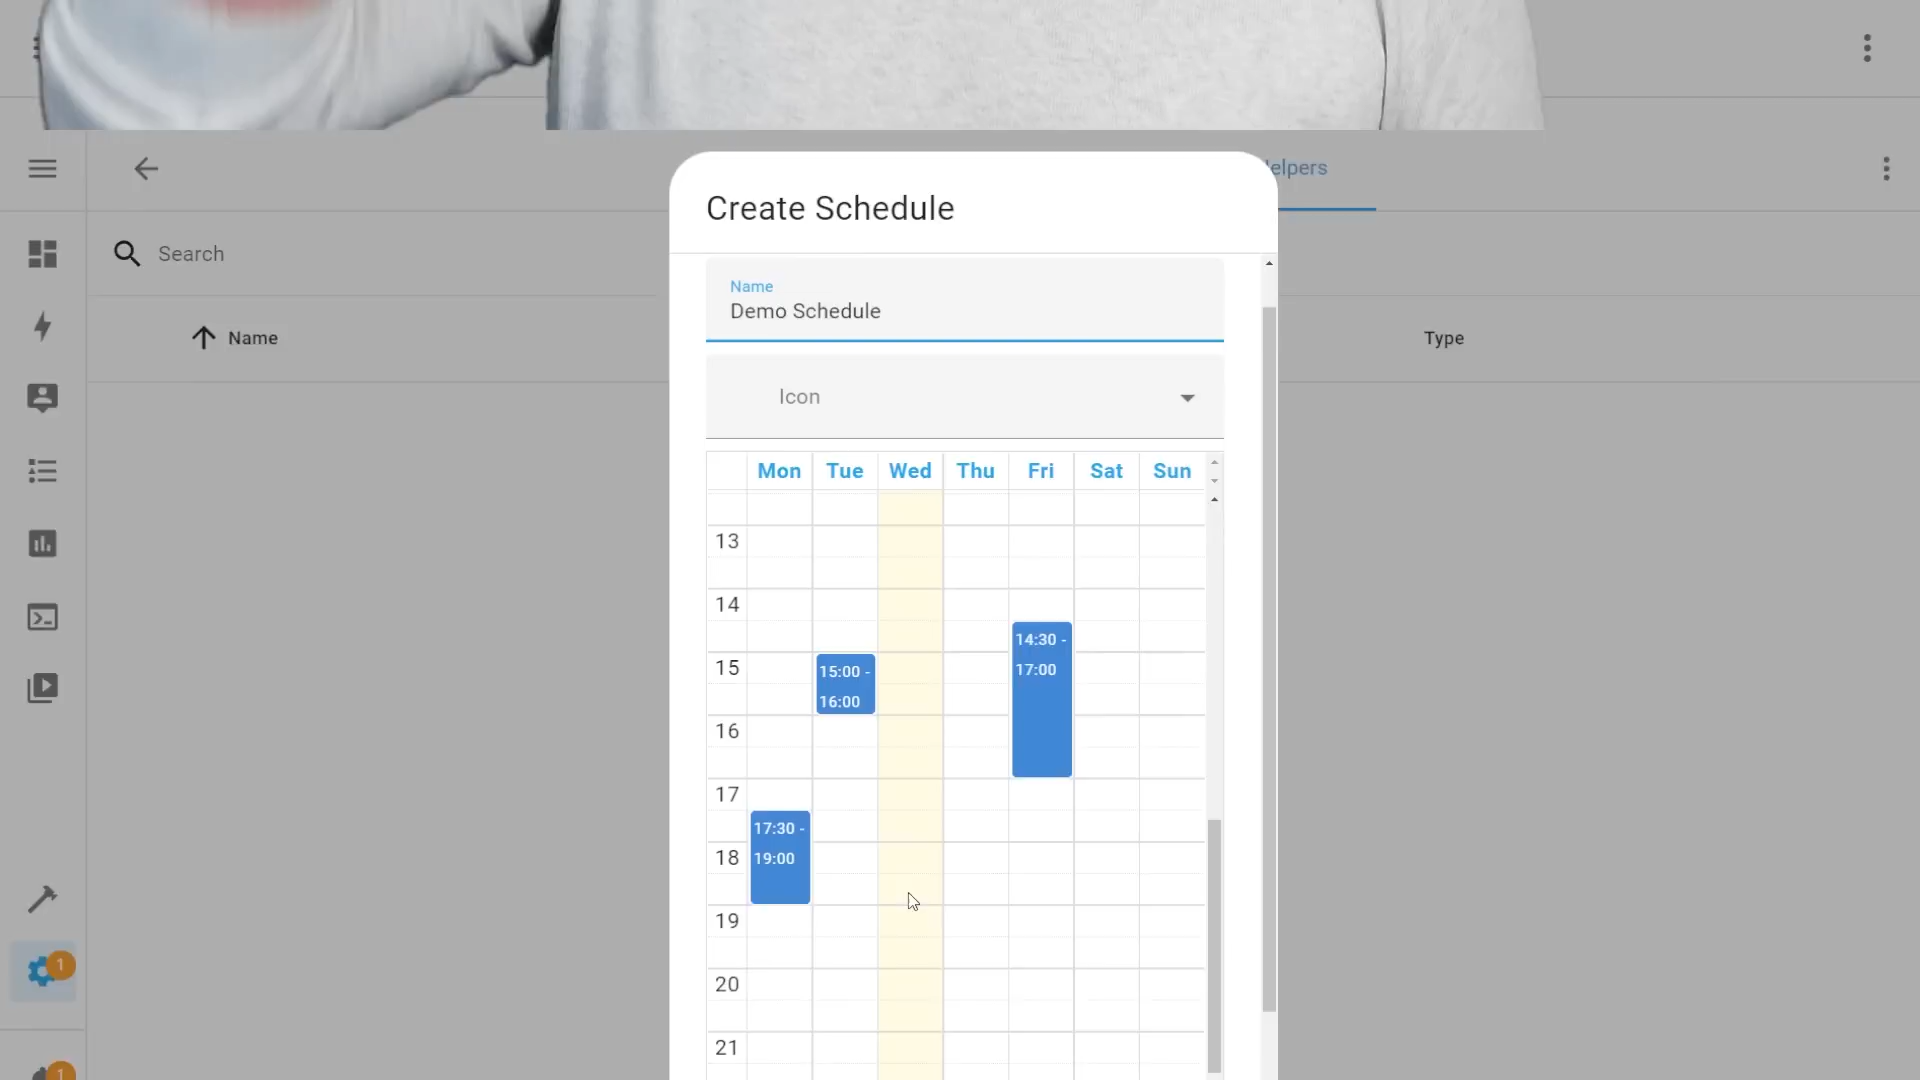 elpers
Create Schedule
Search
Name
Demo Schedule
Name
Type
Icon
Mon Tue Wed Thu Fri Sat Sun
13
14
14:30 -
17:00
15
15:00 -
16:00
16
17
17:30 -
19:00
18
19
20
21
1
1